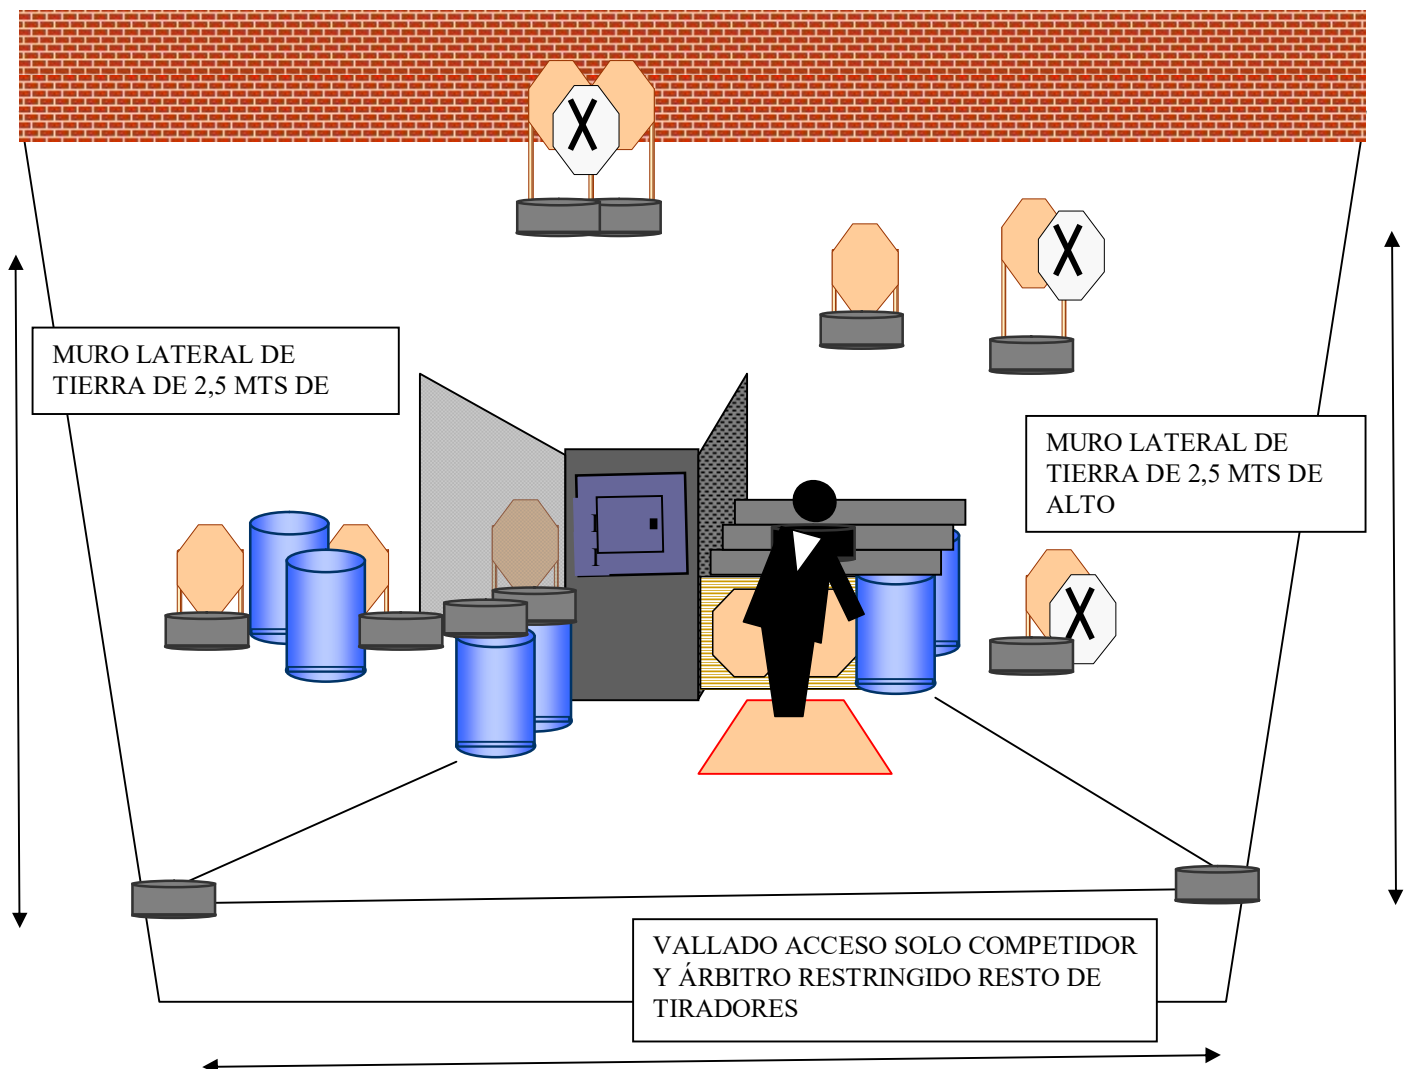 MURO LATERAL DE
TIERRA DE 2,5 MTS DE
MURO LATERAL DE
TIERRA DE 2,5 MTS DE
ALTO
VALLADO ACCESO SOLO COMPETIDOR
Y ÁRBITRO RESTRINGIDO RESTO DE
TIRADORES